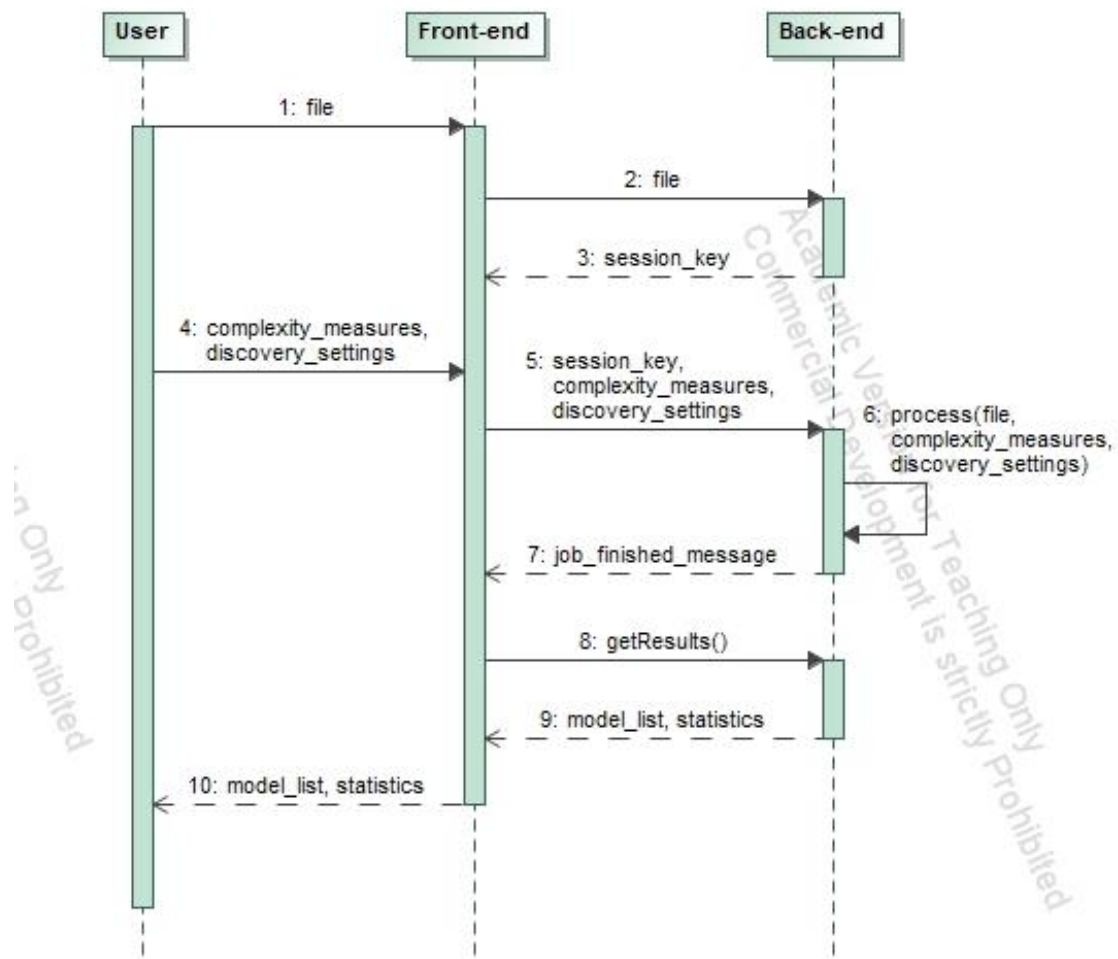 User
Front-end
Back-end
1: file
2: file
3: session_key
4: complexity_measures,
discovery_settings
5: session_key,
complexity_measures,
discovery_settings
6: process(file,
complexity_measures,
discovery_settings)
7: job_finished_message
8: getResults()
9: model_list, statistics
10: model_list, statistics
Academic Version for Teaching Only
Commercial Development is strictly Prohibited
Only
Prohibited